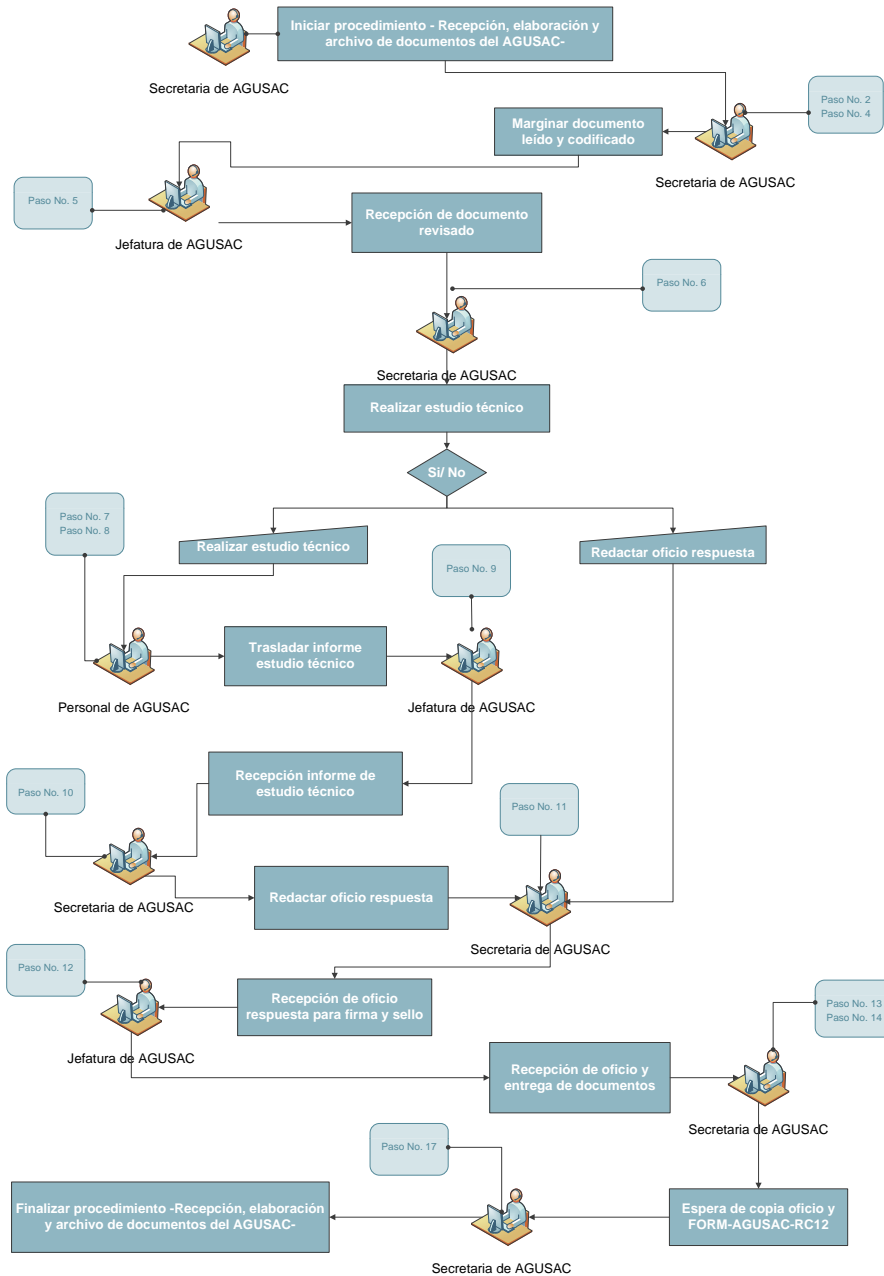 Iniciar procedimiento - Recepción, elaboración y
archivo de documentos del AGUSAC-
Secretaria de AGUSAC
Paso No. 2
Paso No. 4
Marginar documento
leído y codificado
Secretaria de AGUSAC
Paso No. 5
Jefatura de AGUSAC
Recepción de documento
revisado
Paso No. 6
Secretaria de AGUSAC
Realizar estudio técnico
Si/ No
Paso No. 7
Paso No. 8
Realizar estudio técnico
Redactar oficio respuesta
Paso No. 9
Trasladar informe
estudio técnico
Personal de AGUSAC
Jefatura de AGUSAC
Recepción informe de
estudio técnico
Paso No. 10
Paso No. 11
Secretaria de AGUSAC
Redactar oficio respuesta
Secretaria de AGUSAC
Paso No. 12
Recepción de oficio
respuesta para firma y sello
Jefatura de AGUSAC
Paso No. 13
Paso No. 14
Recepción de oficio y
entrega de documentos
Secretaria de AGUSAC
Paso No. 17
Finalizar procedimiento -Recepción, elaboración
y archivo de documentos del AGUSAC-
Espera de copia oficio y
FORM-AGUSAC-RC12
Secretaria de AGUSAC